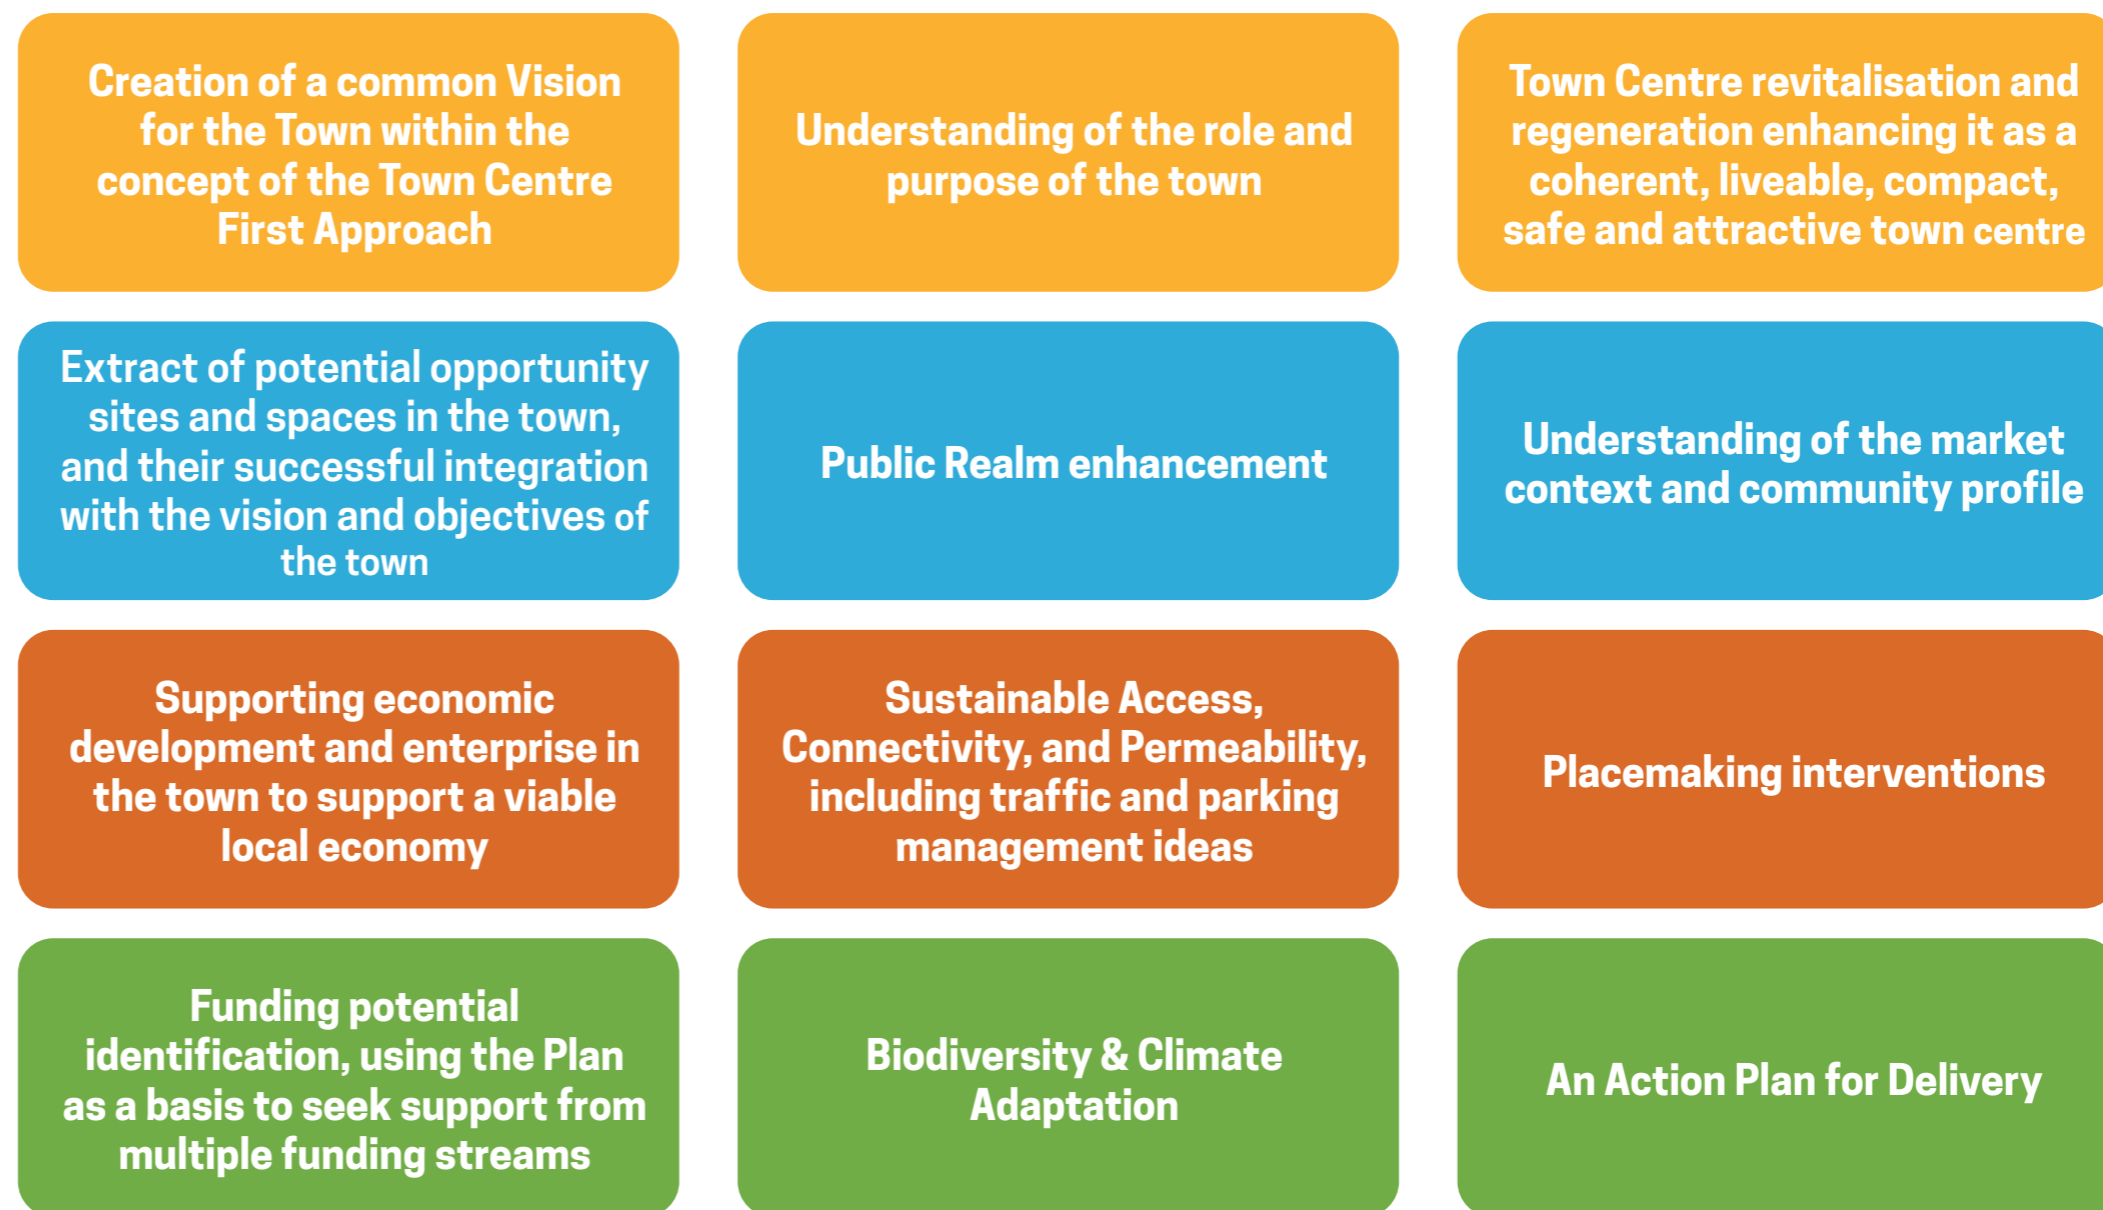 Creation of a common Vision
for the Town within the
concept of the Town Centre
First Approach
Understanding of the role and
purpose of the town
Town Centre revitalisation and
regeneration enhancing it as a
coherent, liveable, compact,
safe and attractive town centre
Extract of potential opportunity
sites and spaces in the town,
and their successful integration
with the vision and objectives of
the town
Public Realm enhancement
Understanding of the market
context and community profile
Supporting economic
development and enterprise in
the town to support a viable
local economy
Sustainable Access,
Connectivity, and Permeability,
including traffic and parking
management ideas
Placemaking interventions
Funding potential
identification, using the Plan
as a basis to seek support from
multiple funding streams
Biodiversity & Climate
Adaptation
An Action Plan for Delivery